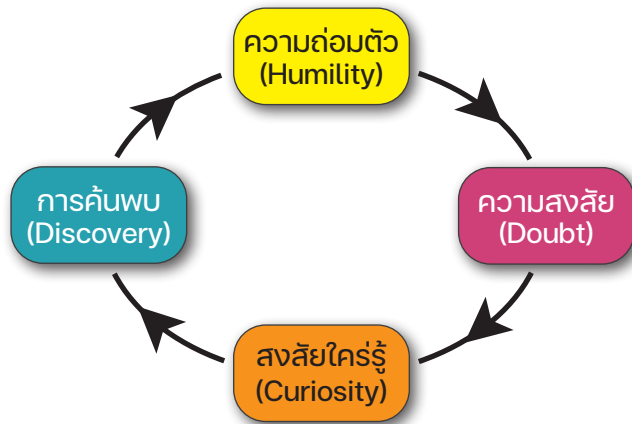 ความถ่อมตัว
(Humility)
ความสงสัย
(Doubt)
สงสัยใคร่รู้
(Curiosity)
การค้นพบ
(Discovery)